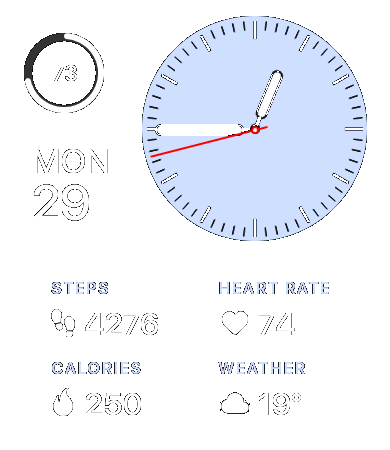 73
MON
29
STEPS
HEART RATE
4276
74
CALORIES
WEATHER
250
19°